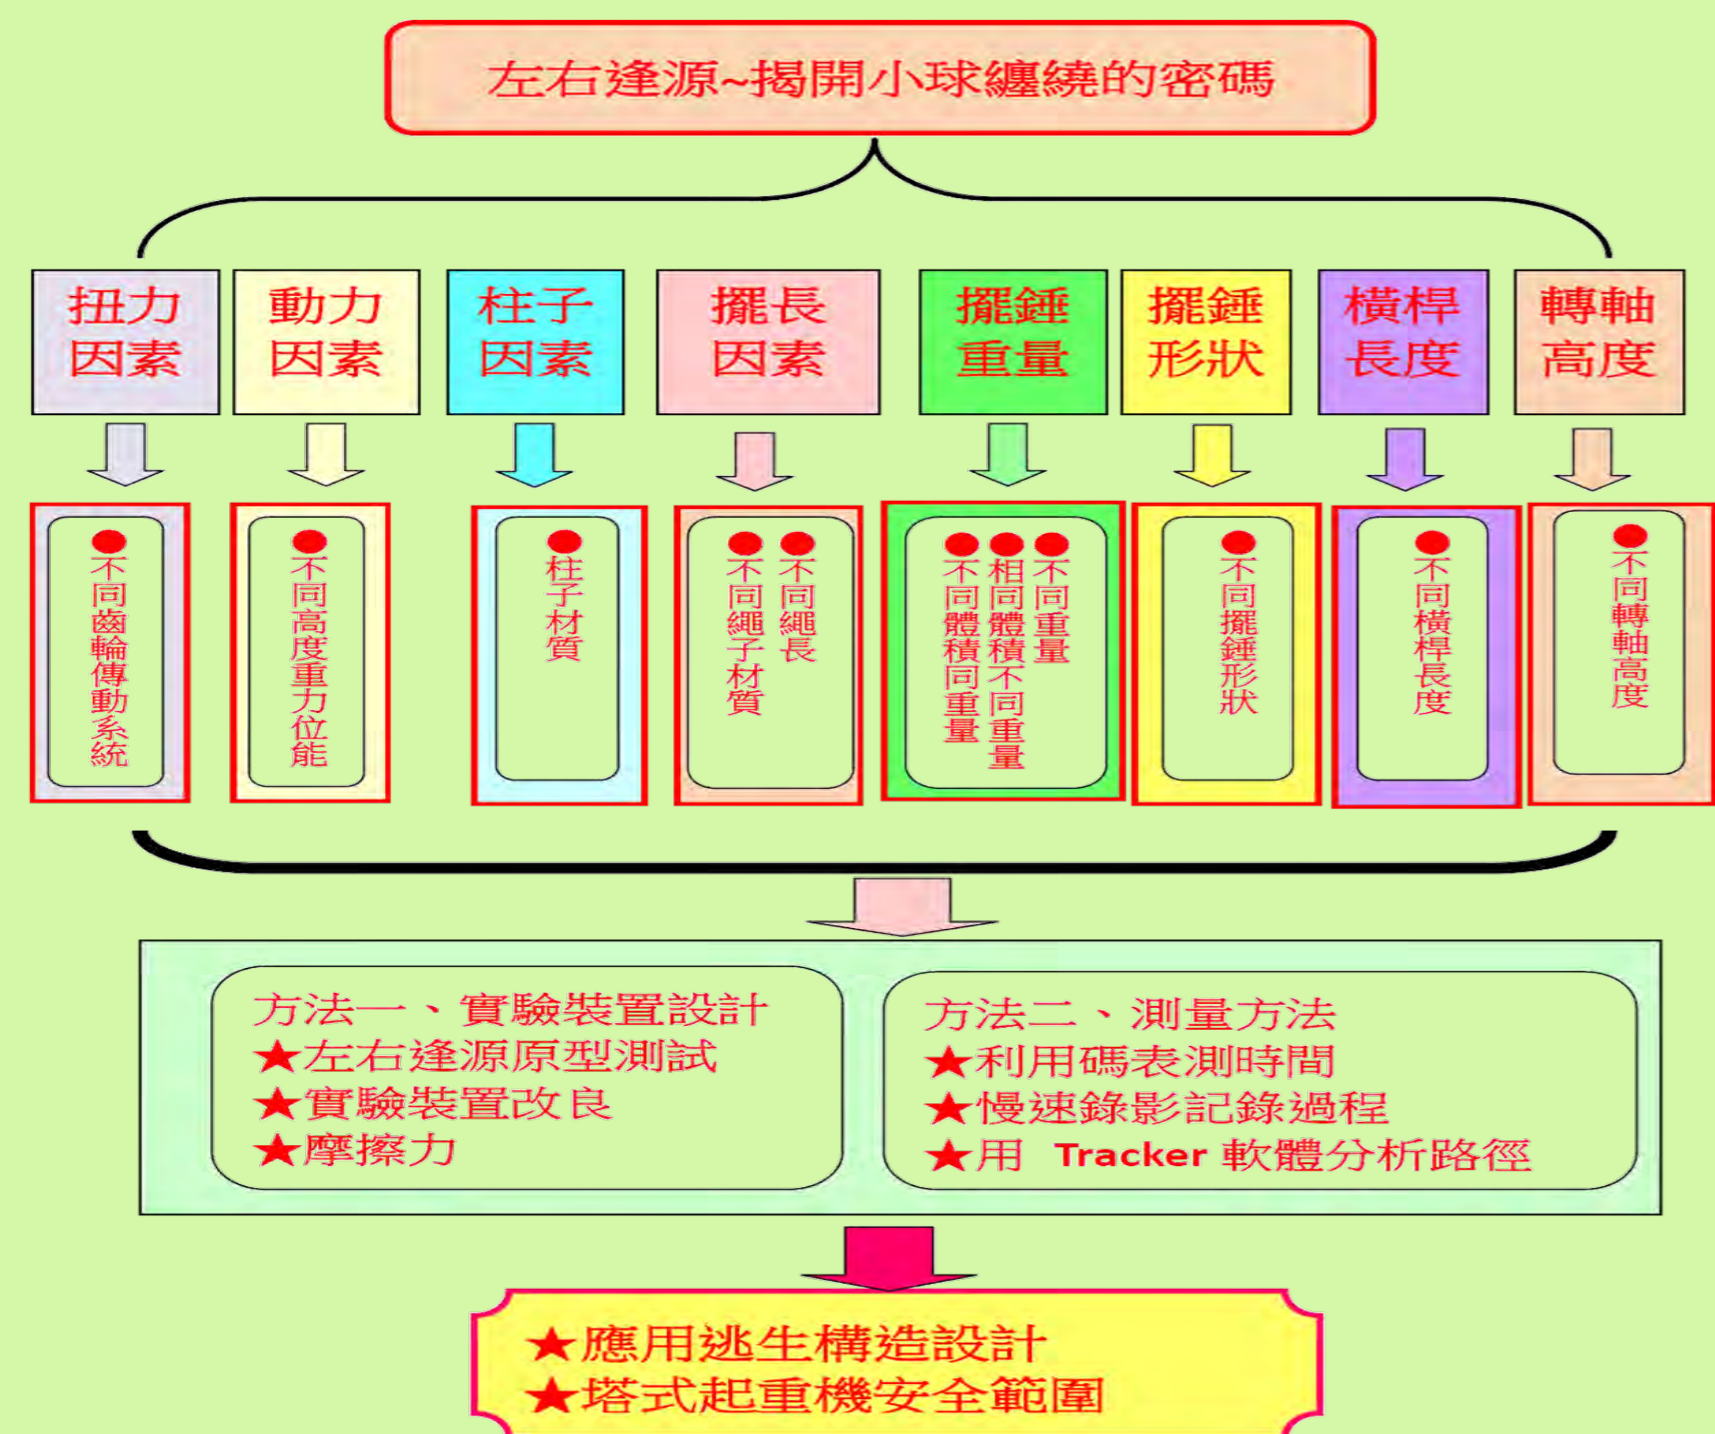 左右逢源~揭開小球纏繞的密碼
扭力
因素
動力
因素
柱子
因素
擺長
因素
擺錘
重量
擺錘
形狀
橫桿
長度
轉軸
高度
●不同齒輪傳動系統
●不同高度重力位能
●柱子材質
●不同繩長
●不同繩子材質
●不同重量
●相同體積不同重量
●不同體積同重量
●不同擺錘形狀
●不同橫桿長度
●不同轉軸高度
方法一、實驗裝置設計
★左右逢源原型測試
★實驗裝置改良
★摩擦力
方法二、測量方法
★利用碼表測時間
★慢速錄影記錄過程
★用 Tracker 軟體分析路徑
★應用逃生構造設計
★塔式起重機安全範圍